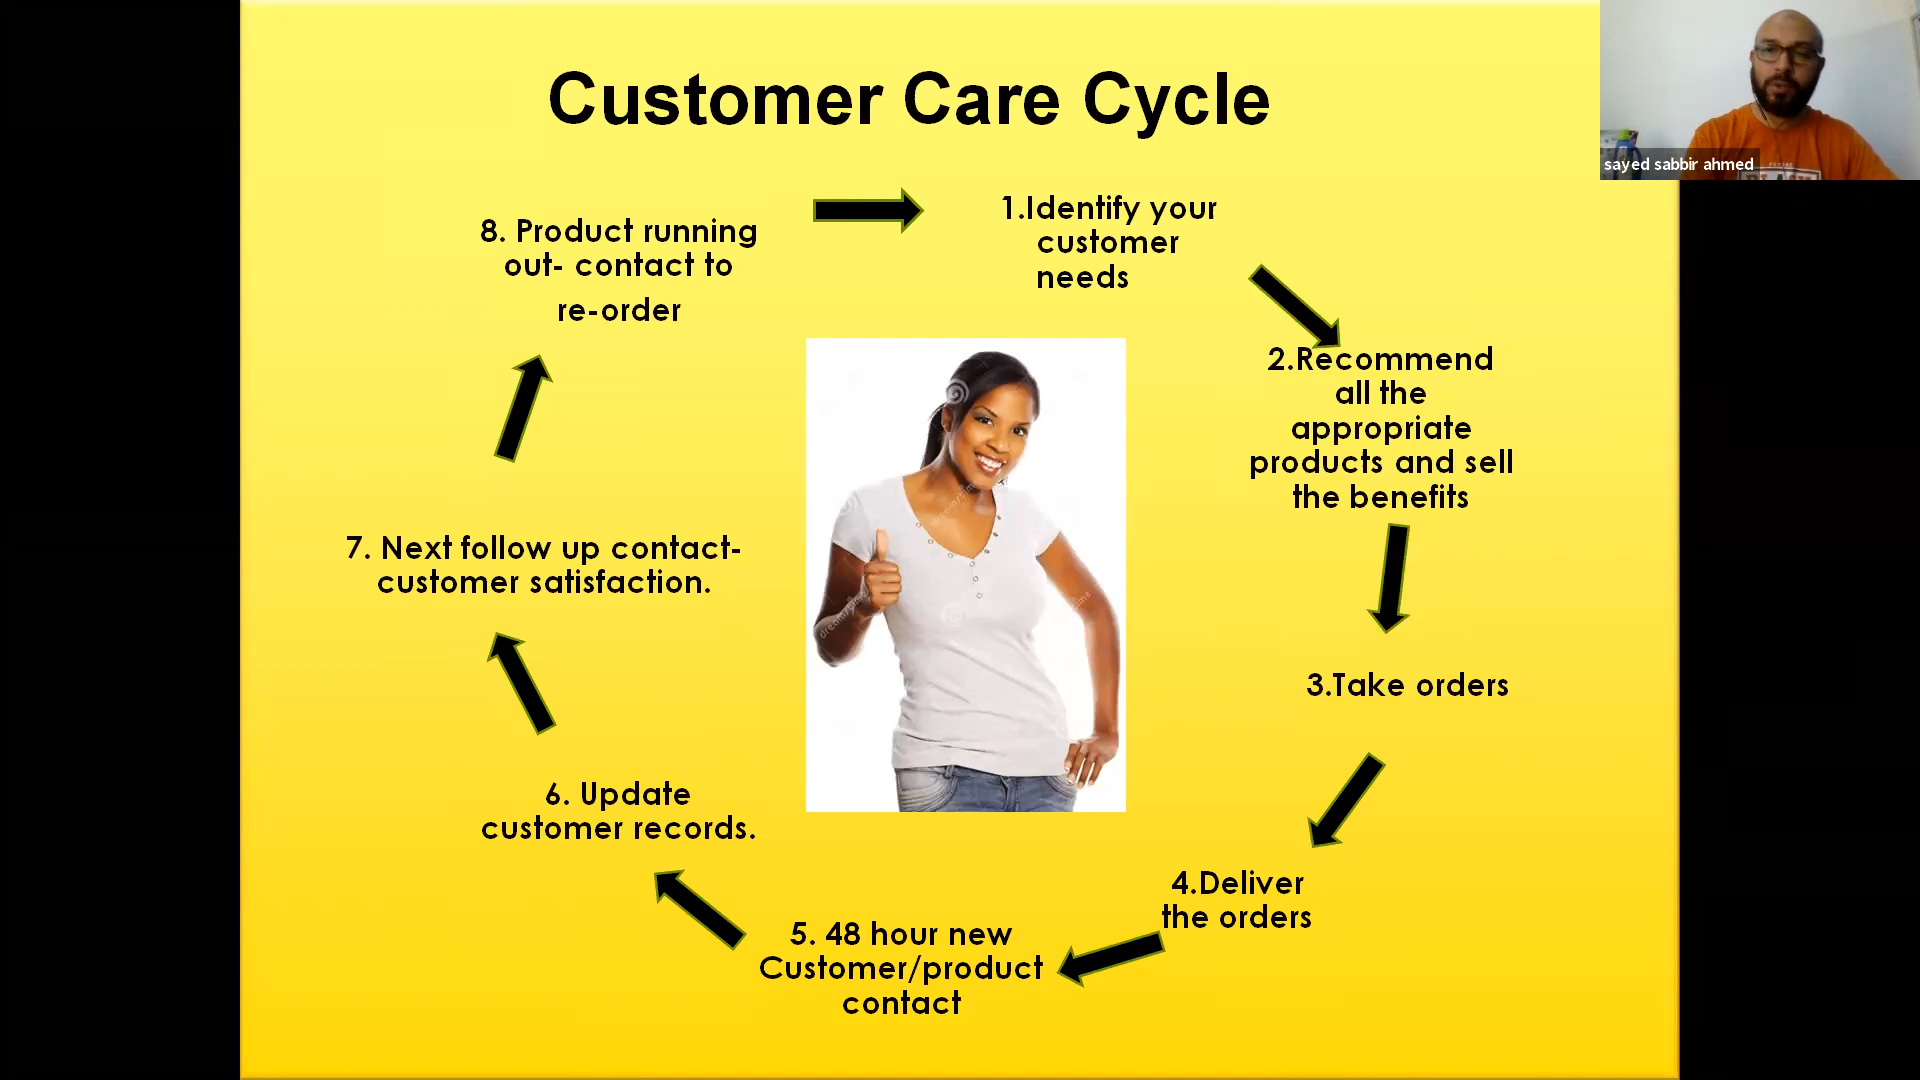 Customer Care Cycle
sayed sabbir ahmed
1.Identify your
customer
needs
2.Recommend
all the
appropriate
products and sell
the benefits
3.Take orders
4.Deliver
the orders
5. 48 hour new
Customer/product
contact
6. Update
customer records.
7. Next follow up contact-
customer satisfaction.
8. Product running
out- contact to
re-order